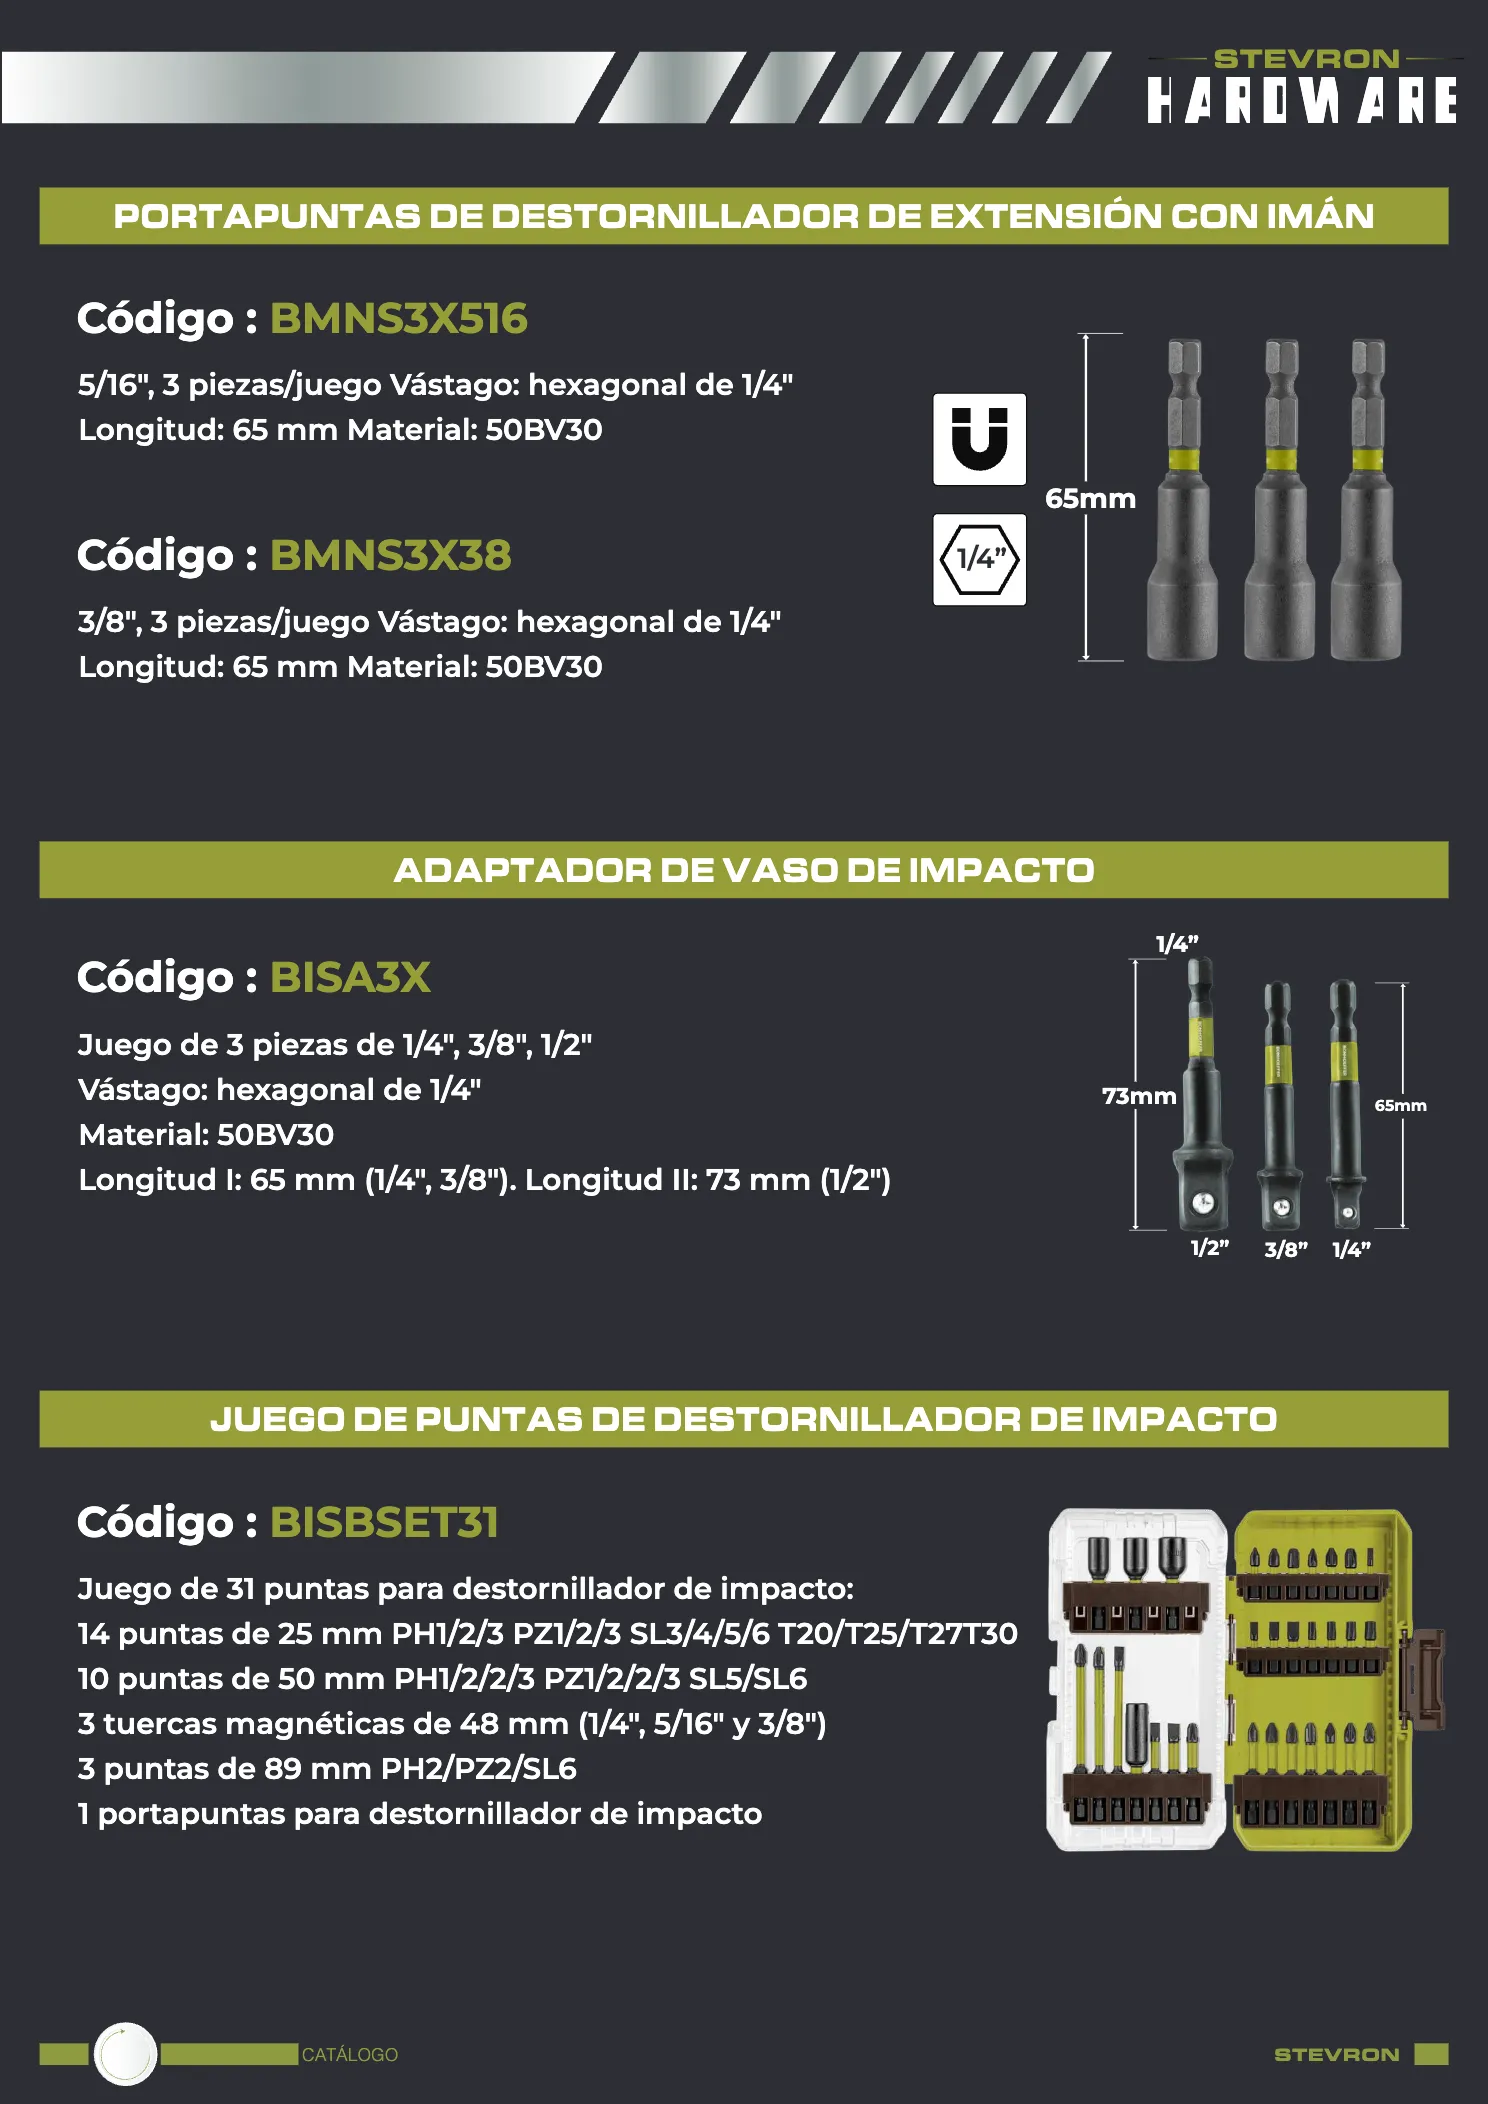 STEVRON
HARDWARE
PORTAPUNTAS DE DESTORNILLADOR DE EXTENSIÓN CON IMÁN
Código : BMNS3X516
5/16", 3 piezas/juego Vástago: hexagonal de 1/4"
Longitud: 65 mm Material: 50BV30
65mm
Código : BMNS3X38
1/4”
3/8", 3 piezas/juego Vástago: hexagonal de 1/4"
Longitud: 65 mm Material: 50BV30
ADAPTADOR DE VASO DE IMPACTO
1/4”
Código : BISA3X
Juego de 3 piezas de 1/4", 3/8", 1/2"
Vástago: hexagonal de 1/4"
Material: 50BV30
Longitud I: 65 mm (1/4", 3/8"). Longitud II: 73 mm (1/2")
73mm
65mm
1/2”
3/8”
1/4”
JUEGO DE PUNTAS DE DESTORNILLADOR DE IMPACTO
Código : BISBSET31
Juego de 31 puntas para destornillador de impacto:
14 puntas de 25 mm PH1/2/3 PZ1/2/3 SL3/4/5/6 T20/T25/T27T30
10 puntas de 50 mm PH1/2/2/3 PZ1/2/2/3 SL5/SL6
3 tuercas magnéticas de 48 mm (1/4", 5/16" y 3/8")
3 puntas de 89 mm PH2/PZ2/SL6
1 portapuntas para destornillador de impacto
CATÁLOGO
STEVRON